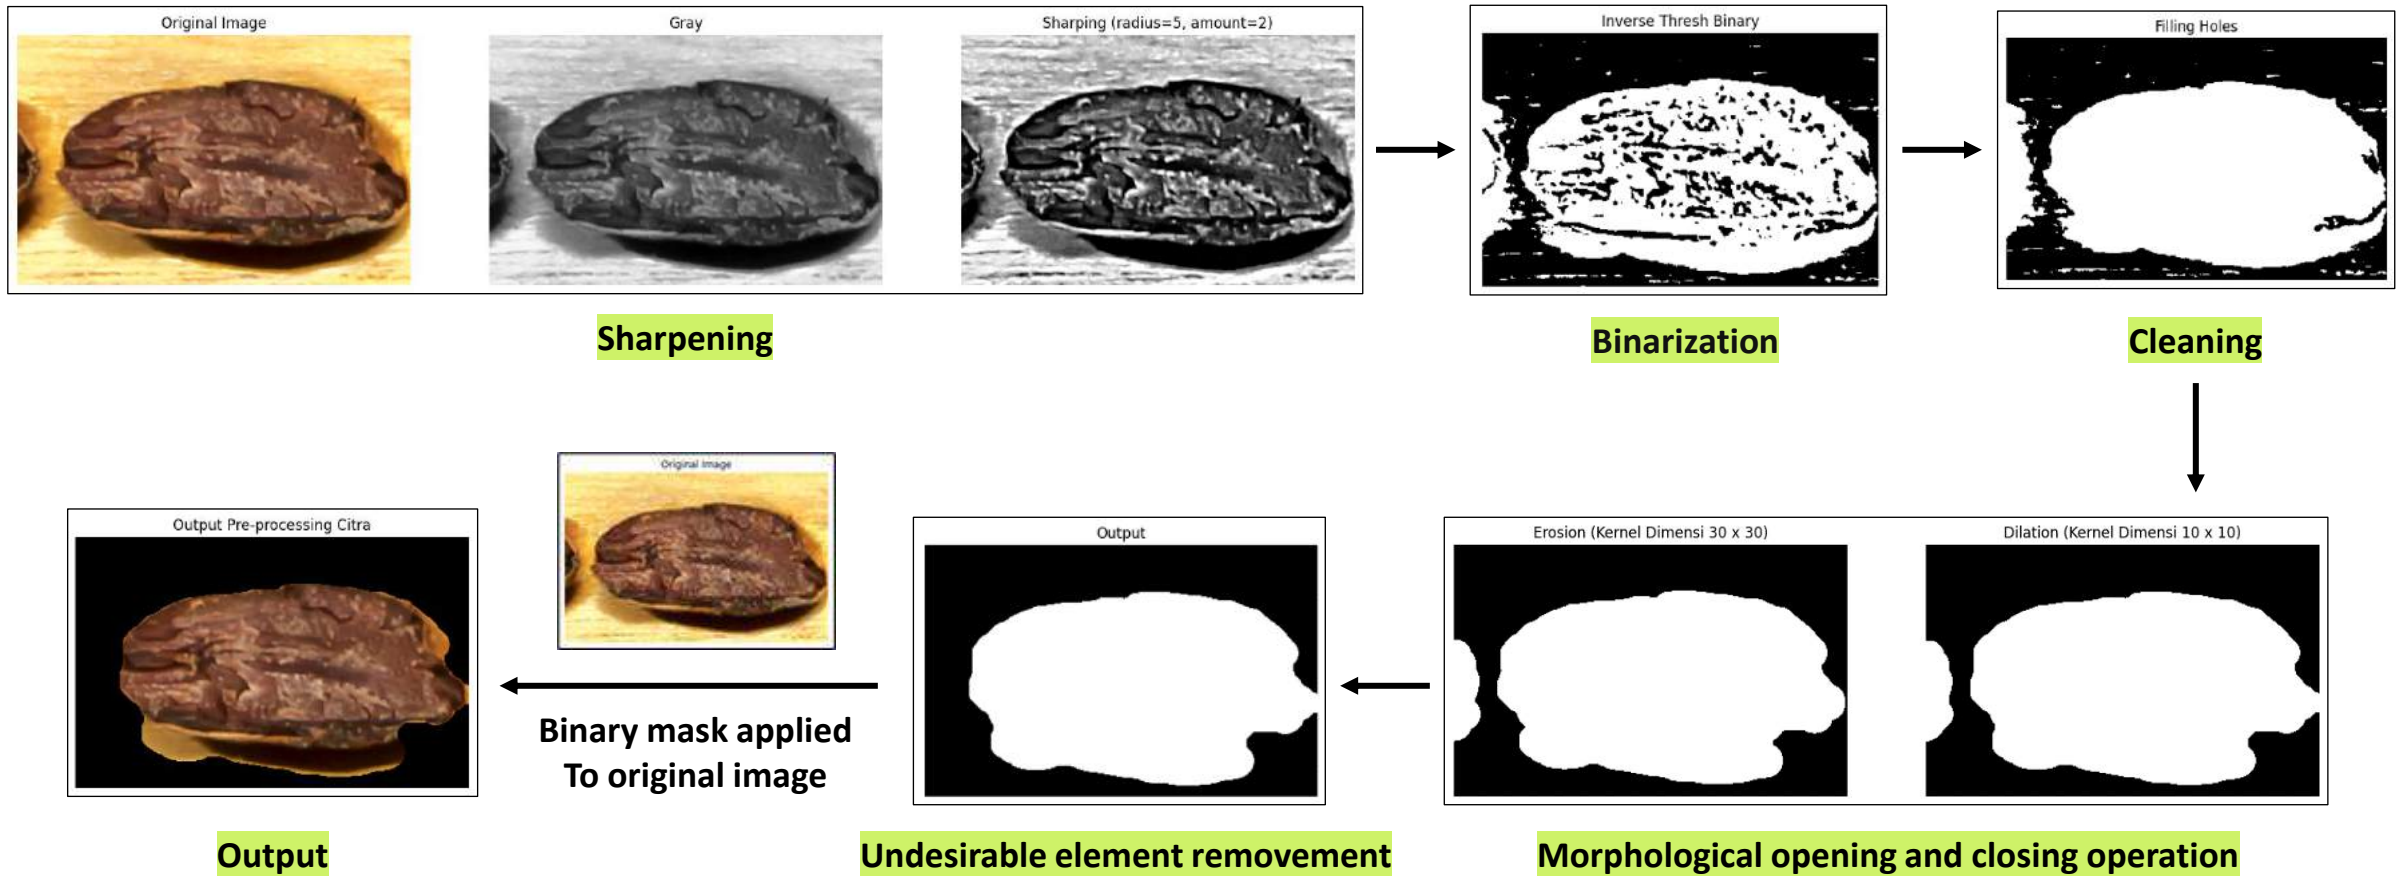 Original Image
Gray
Sharping (radius=5, amount=2)
Inverse Thresh Binary
Filling Holes
Sharpening
Binarization
Cleaning
Original Image
Output Pre-processing Citra
Output
Erosion (Kernel Dimensi 30 x 30)
Dilation (Kernel Dimensi 10 x 10)
Binary mask applied
To original image
Output
Undesirable element removement
Morphological opening and closing operation